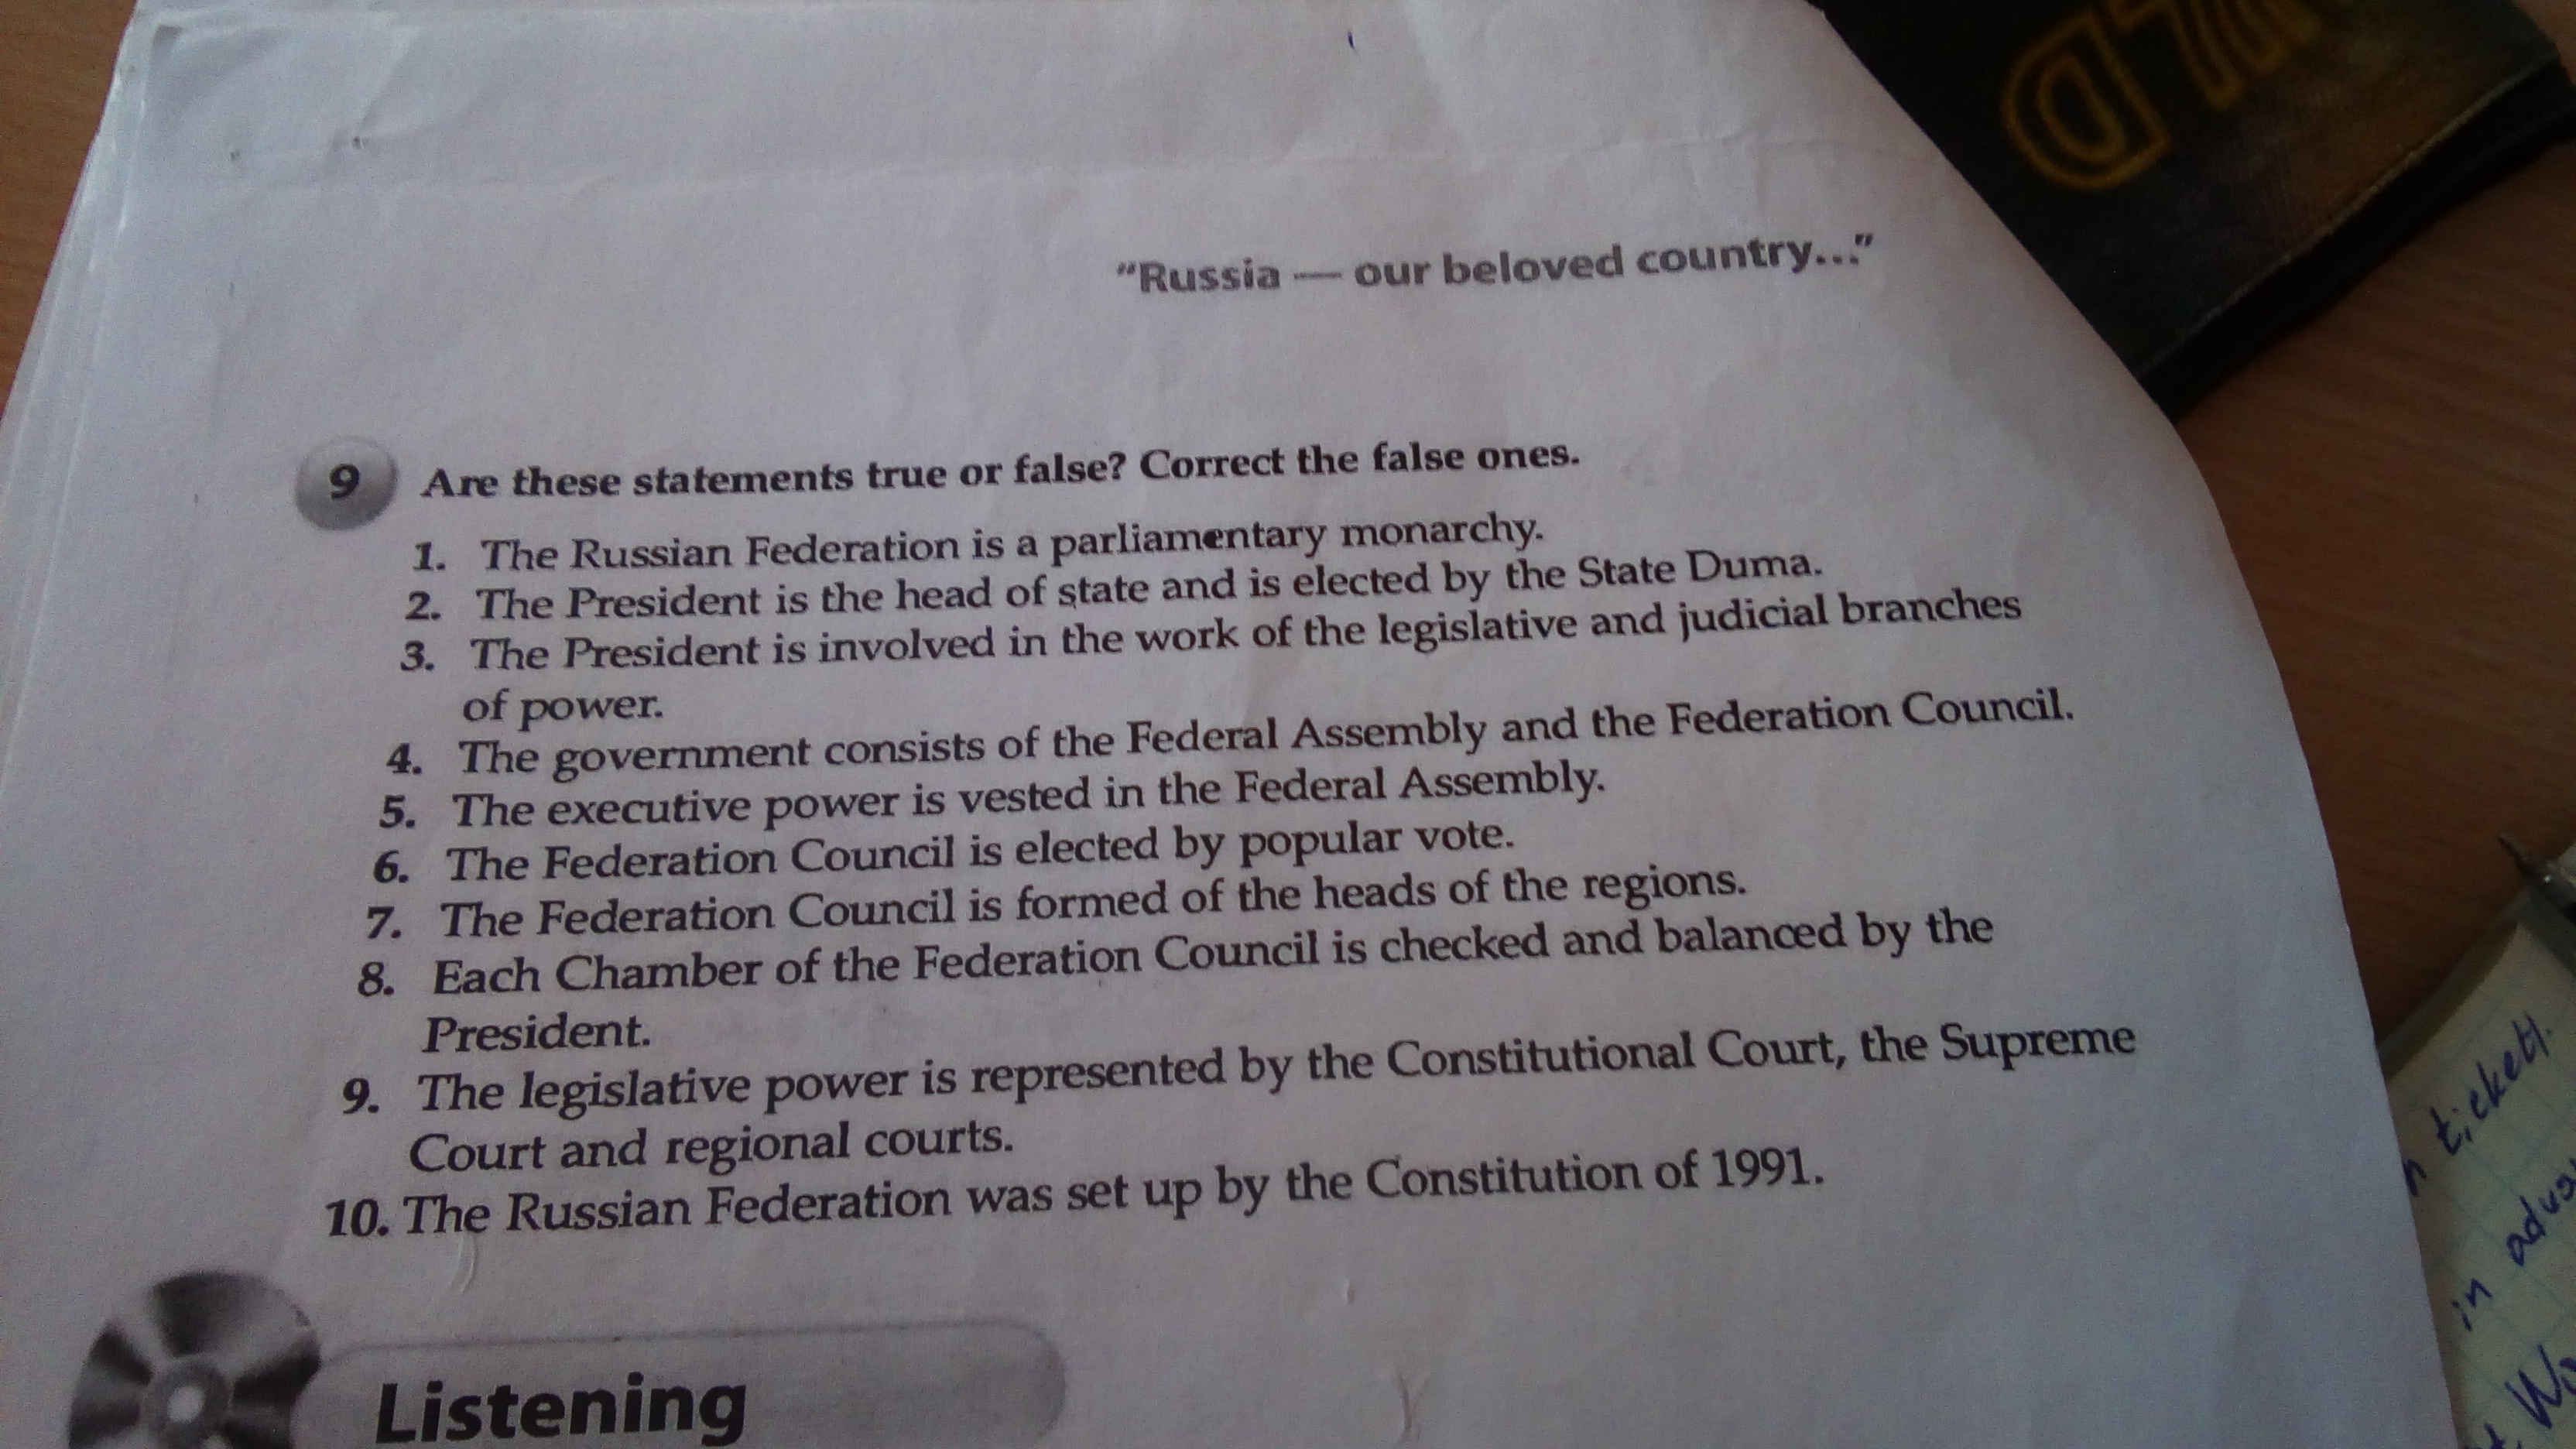 "Russia — our beloved country..."
9 Are these statements true or false? Correct the false ones.
1. The Russian Federation is a parliamentary monarchy.
2. The President is the head of state and is elected by the State Duma.
3. The President is involved in the work of the legislative and judicial branches
of power.
4. The government consists of the Federal Assembly and the Federation Council.
5. The executive power is vested in the Federal Assembly.
6. The Federation Council is elected by popular vote.
7. The Federation Council is formed of the heads of the regions.
8. Each Chamber of the Federation Council is checked and balanced by the
President.
9. The legislative power is represented by the Constitutional Court, the Supreme
Court and regional courts.
10. The Russian Federation was set up by the Constitution of 1991.
Listening
in